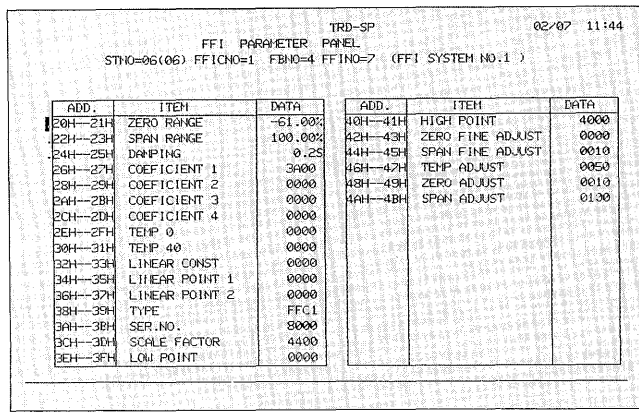 TRD-SP 02/07 11:44
FFI PARAMETER PANEL
STNO=06(06) FFICNO=1 FBNO=4 FFINO=7 (FFI SYSTEM NO.1 )
ADD. ITEM DATA
20H--21H ZERO RANGE -61.00%
22H--23H SPAN RANGE 100.00%
24H--25H DAMPING 0.2S
26H--27H COEFICIENT 1 3A00
28H--29H COEFICIENT 2 0000
2AH--2BH COEFICIENT 3 0000
2CH--2DH COEFICIENT 4 0000
2EH--2FH TEMP 0 0000
30H--31H TEMP 40 0000
32H--33H LINEAR CONST 0000
34H--35H LINEAR POINT 1 0000
36H--37H LINEAR POINT 2 0000
38H--39H TYPE FFC1
3AH--3BH SER.NO. 8000
3CH--3DH SCALE FACTOR 4400
3EH--3FH LOW POINT 0000
ADD. ITEM DATA
40H--41H HIGH POINT 4000
42H--43H ZERO FINE ADJUST 0000
44H--45H SPAN FINE ADJUST 0010
46H--47H TEMP ADJUST 0050
48H--49H ZERO ADJUST 0010
4AH--4BH SPAN ADJUST 0100